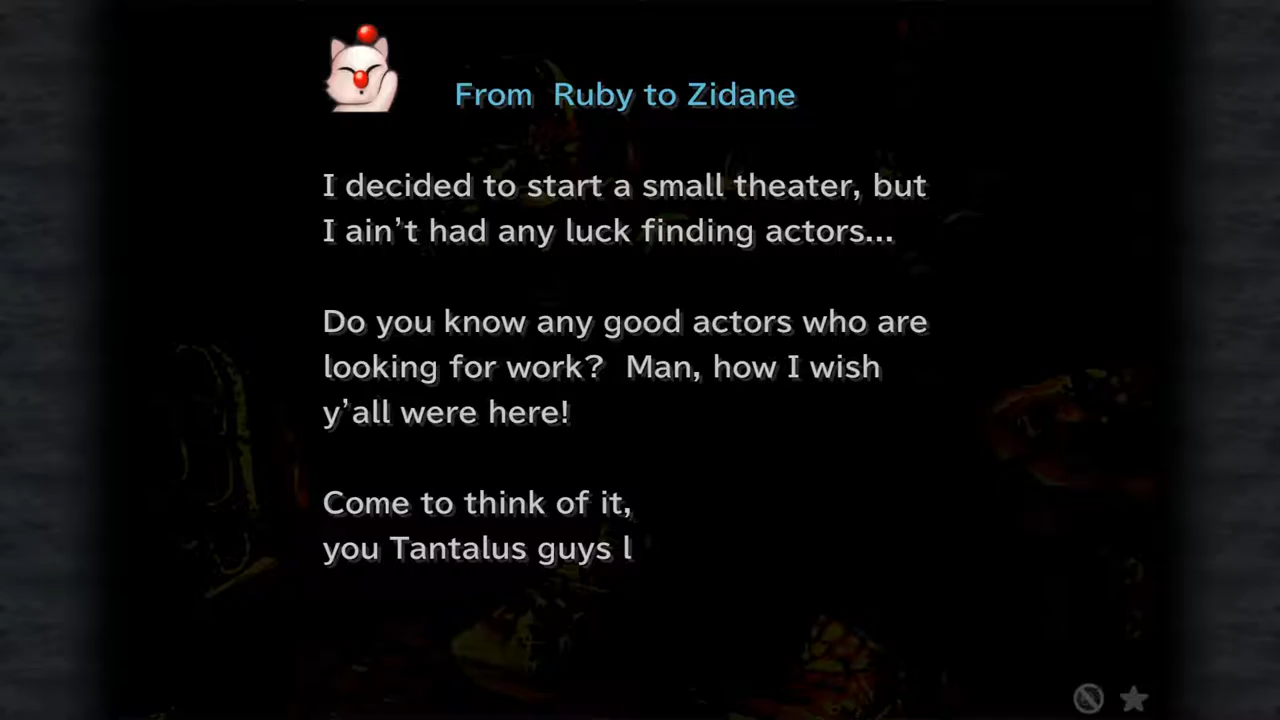 From  Ruby to Zidane
I decided to start a small theater, but
I ain't had any luck finding actors...
Do you know any good actors who are
looking for work?  Man, how I wish
y'all were here!
Come to think of it,
you Tantalus guys l